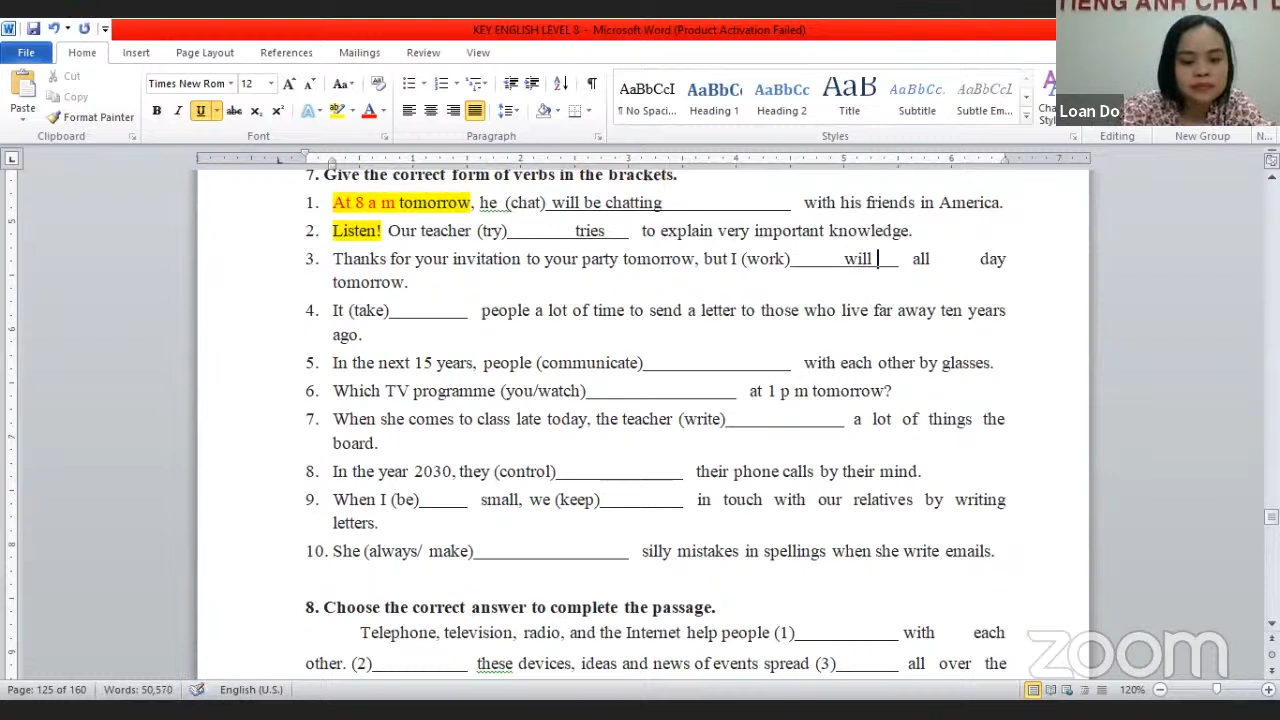 KEY ENGLISH LEVEL 8 - Microsoft Word (Product Activation Failed)
TIẾNG ANH CHẤT L
File Home Insert Page Layout References Mailings Review View
Cut
Copy
Paste
Format Painter
Times New Rom 12
AaBbCcI AaBbC AaBbCc AaB AaBbCc. AaBbCcI
¶ No Spaci... Heading 1 Heading 2 Title Subtitle Subtle Em...
Loan Do
Clipboard Font Paragraph Styles Editing New Group N...
7. Give the correct form of verbs in the brackets.
1. At 8 a m tomorrow, he (chat) will be chatting with his friends in America.
2. Listen! Our teacher (try) tries to explain very important knowledge.
3. Thanks for your invitation to your party tomorrow, but I (work) will all day
tomorrow.
4. It (take) people a lot of time to send a letter to those who live far away ten years
ago.
5. In the next 15 years, people (communicate) with each other by glasses.
6. Which TV programme (you/watch) at 1 p m tomorrow?
7. When she comes to class late today, the teacher (write) a lot of things the
board.
8. In the year 2030, they (control) their phone calls by their mind.
9. When I (be) small, we (keep) in touch with our relatives by writing
letters.
10. She (always/ make) silly mistakes in spellings when she write emails.
8. Choose the correct answer to complete the passage.
Telephone, television, radio, and the Internet help people (1) with each
other. (2) these devices, ideas and news of events spread (3) all over the
zoom
Page: 125 of 160 Words: 50,570 English (U.S.) 120%